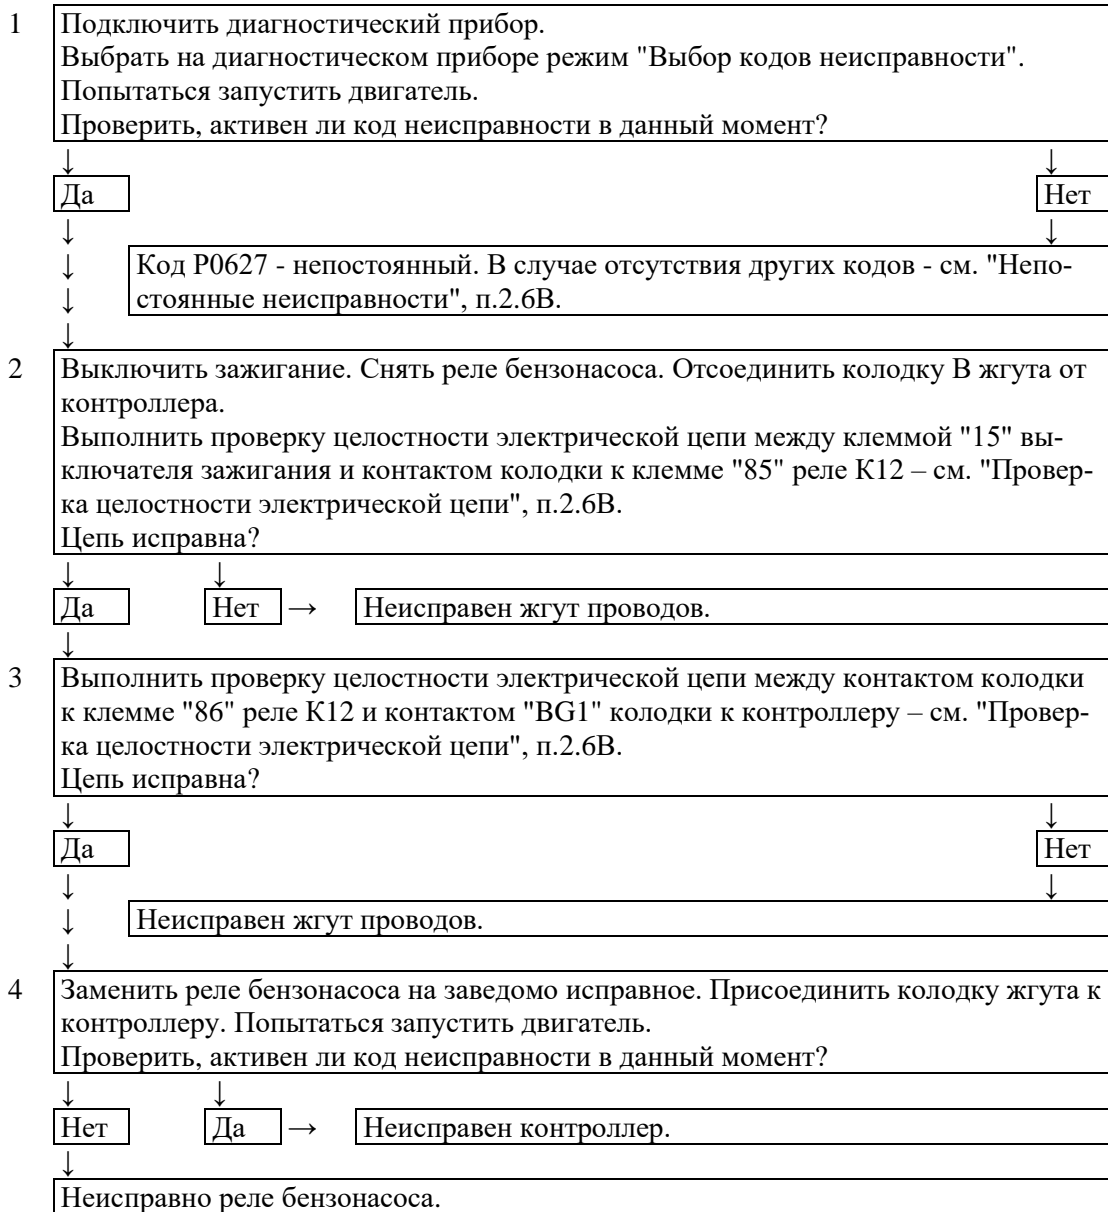 1 Подключить диагностический прибор.
Выбрать на диагностическом приборе режим "Выбор кодов неисправности".
Попытаться запустить двигатель.
Проверить, активен ли код неисправности в данный момент?
↓ ↓
Да Нет
↓ ↓
↓ Код Р0627 - непостоянный. В случае отсутствия других кодов - см. "Непо-
↓ стоянные неисправности", п.2.6В.
↓
2 Выключить зажигание. Снять реле бензонасоса. Отсоединить колодку В жгута от
контроллера.
Выполнить проверку целостности электрической цепи между клеммой "15" вы-
ключателя зажигания и контактом колодки к клемме "85" реле К12 – см. "Провер-
ка целостности электрической цепи", п.2.6В.
Цепь исправна?
↓ ↓
Да Нет → Неисправен жгут проводов.
↓
3 Выполнить проверку целостности электрической цепи между контактом колодки
к клемме "86" реле К12 и контактом "BG1" колодки к контроллеру – см. "Провер-
ка целостности электрической цепи", п.2.6В.
Цепь исправна?
↓ ↓
Да Нет
↓ ↓
↓ Неисправен жгут проводов.
↓
4 Заменить реле бензонасоса на заведомо исправное. Присоединить колодку жгута к
контроллеру. Попытаться запустить двигатель.
Проверить, активен ли код неисправности в данный момент?
↓ ↓
Нет Да → Неисправен контроллер.
↓
Неисправно реле бензонасоса.